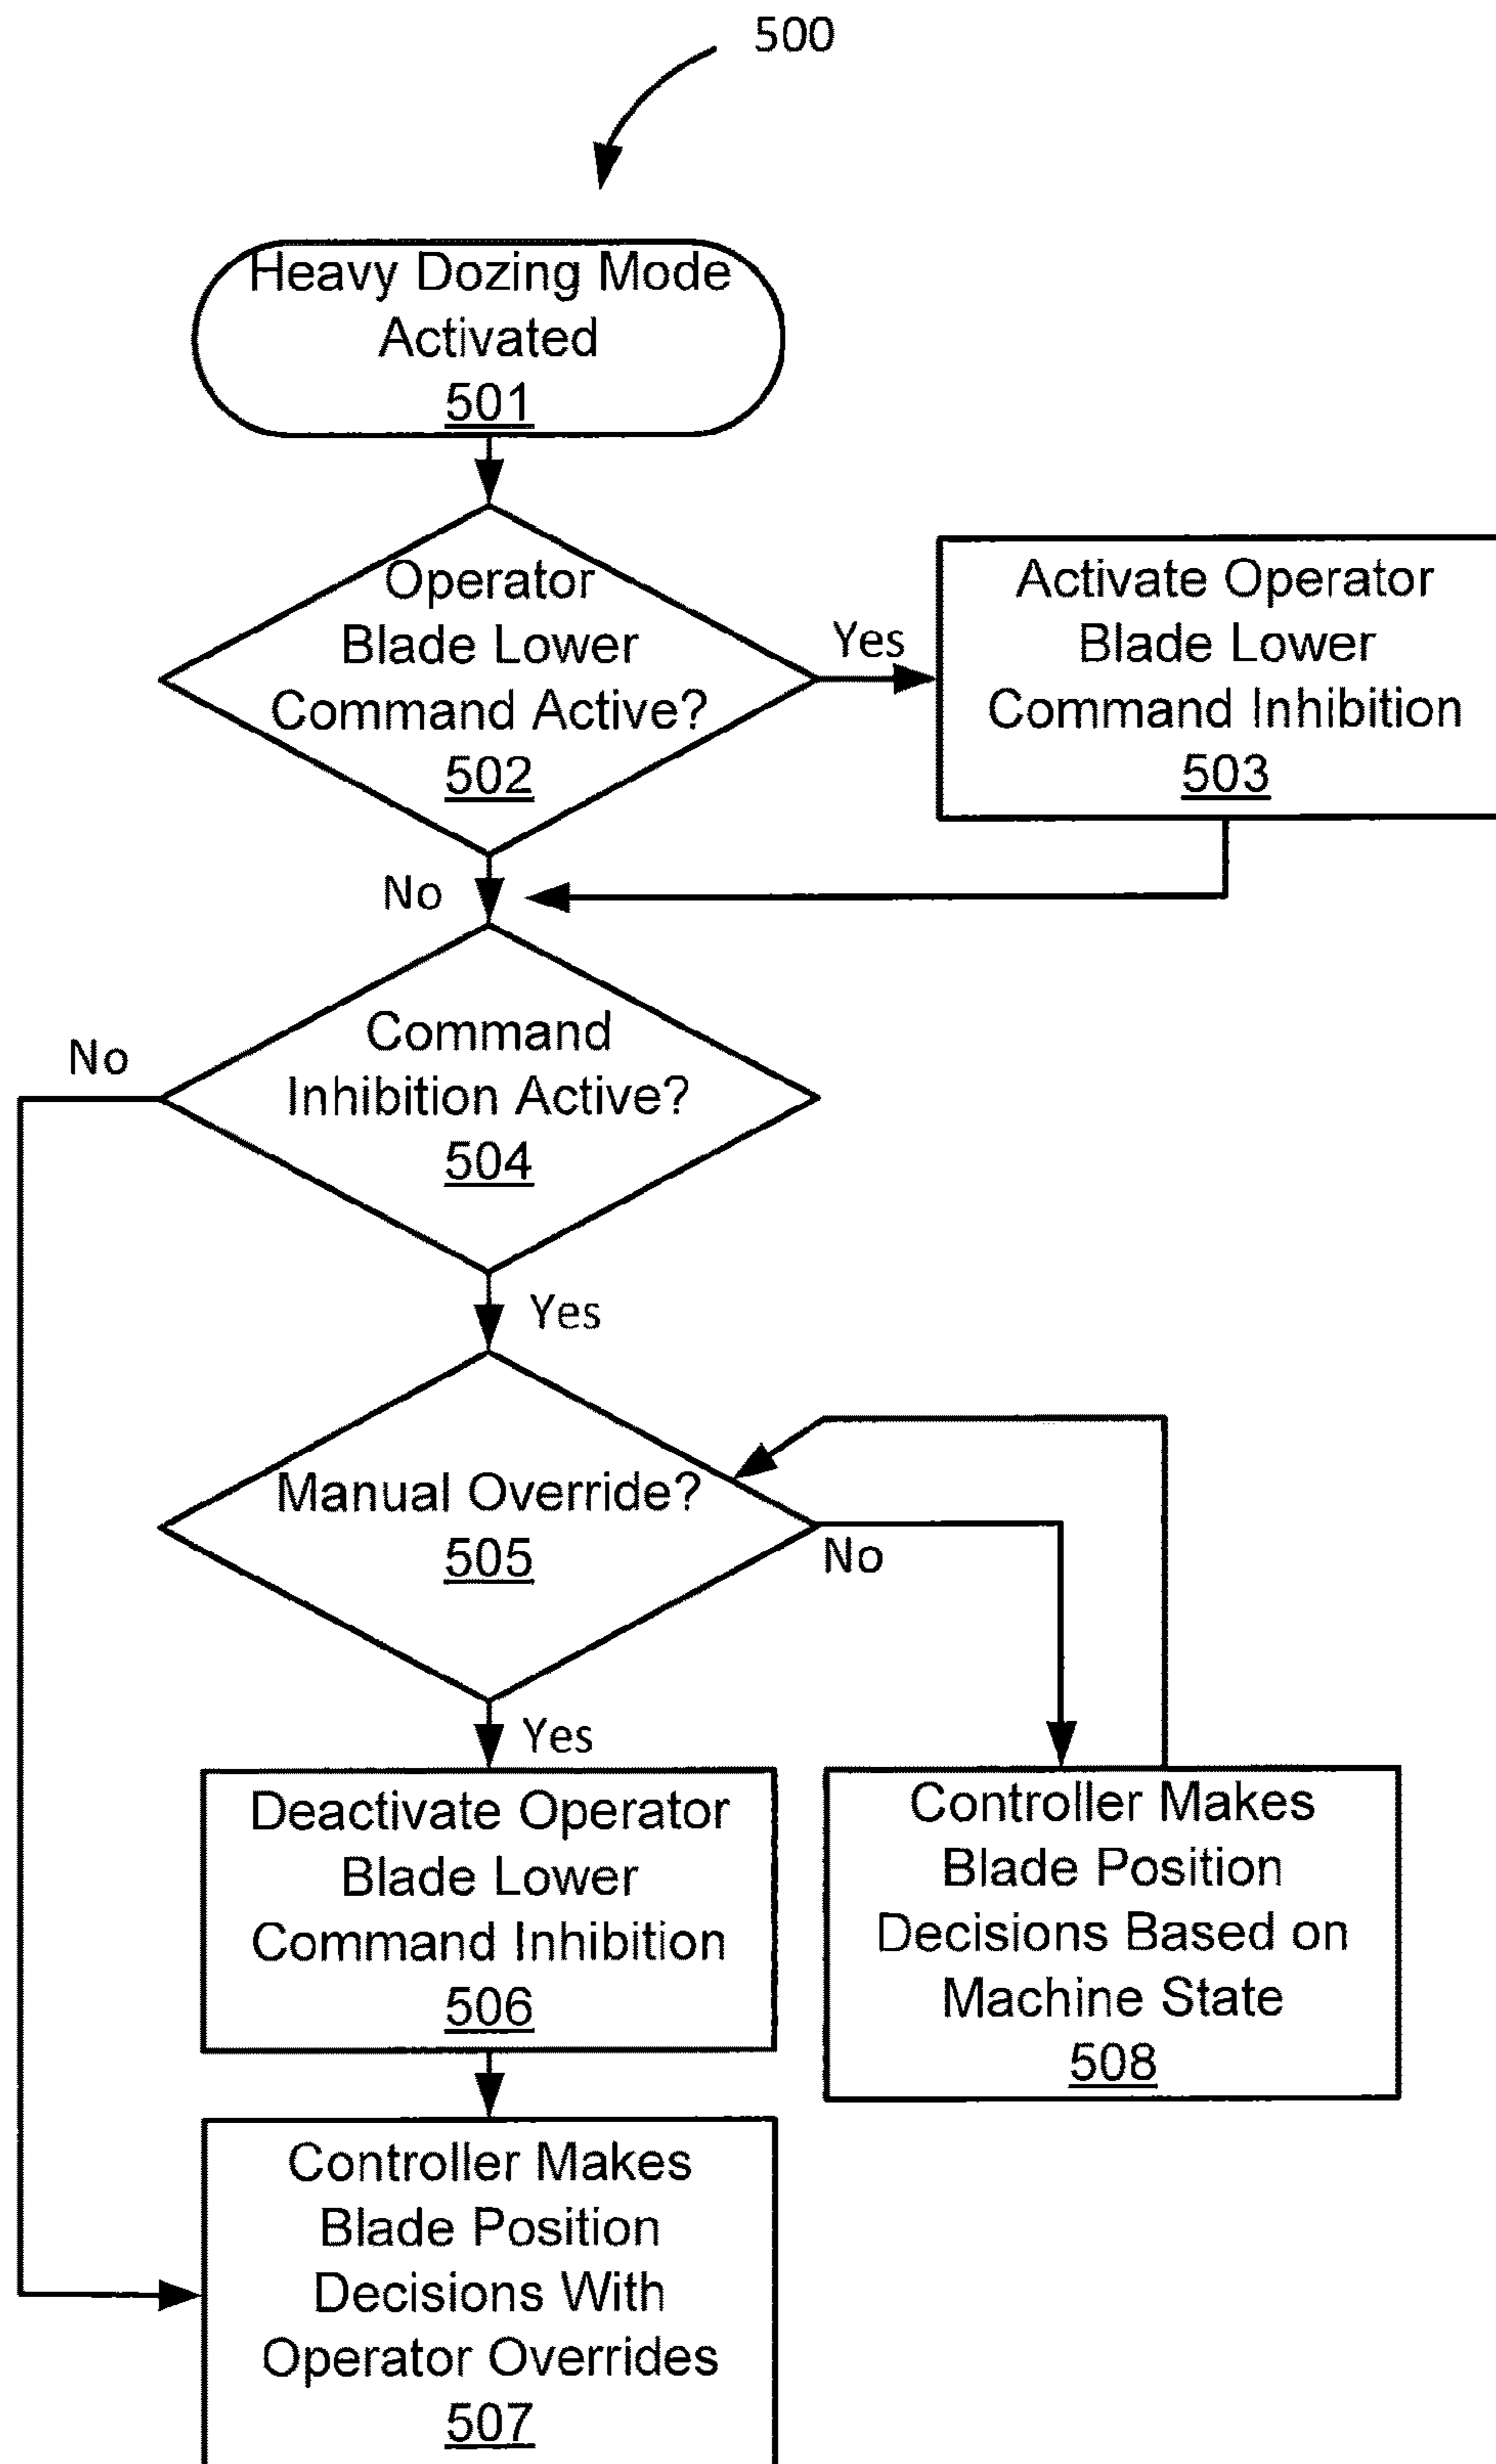 500
Heavy Dozing Mode
Activated
501
Operator
Blade Lower
Command Active?
502
Yes
Activate Operator
Blade Lower
Command Inhibition
503
No
Command
Inhibition Active?
504
No
Yes
Manual Override?
505
No
Yes
Deactivate Operator
Blade Lower
Command Inhibition
506
Controller Makes
Blade Position
Decisions Based on
Machine State
508
Controller Makes
Blade Position
Decisions With
Operator Overrides
507